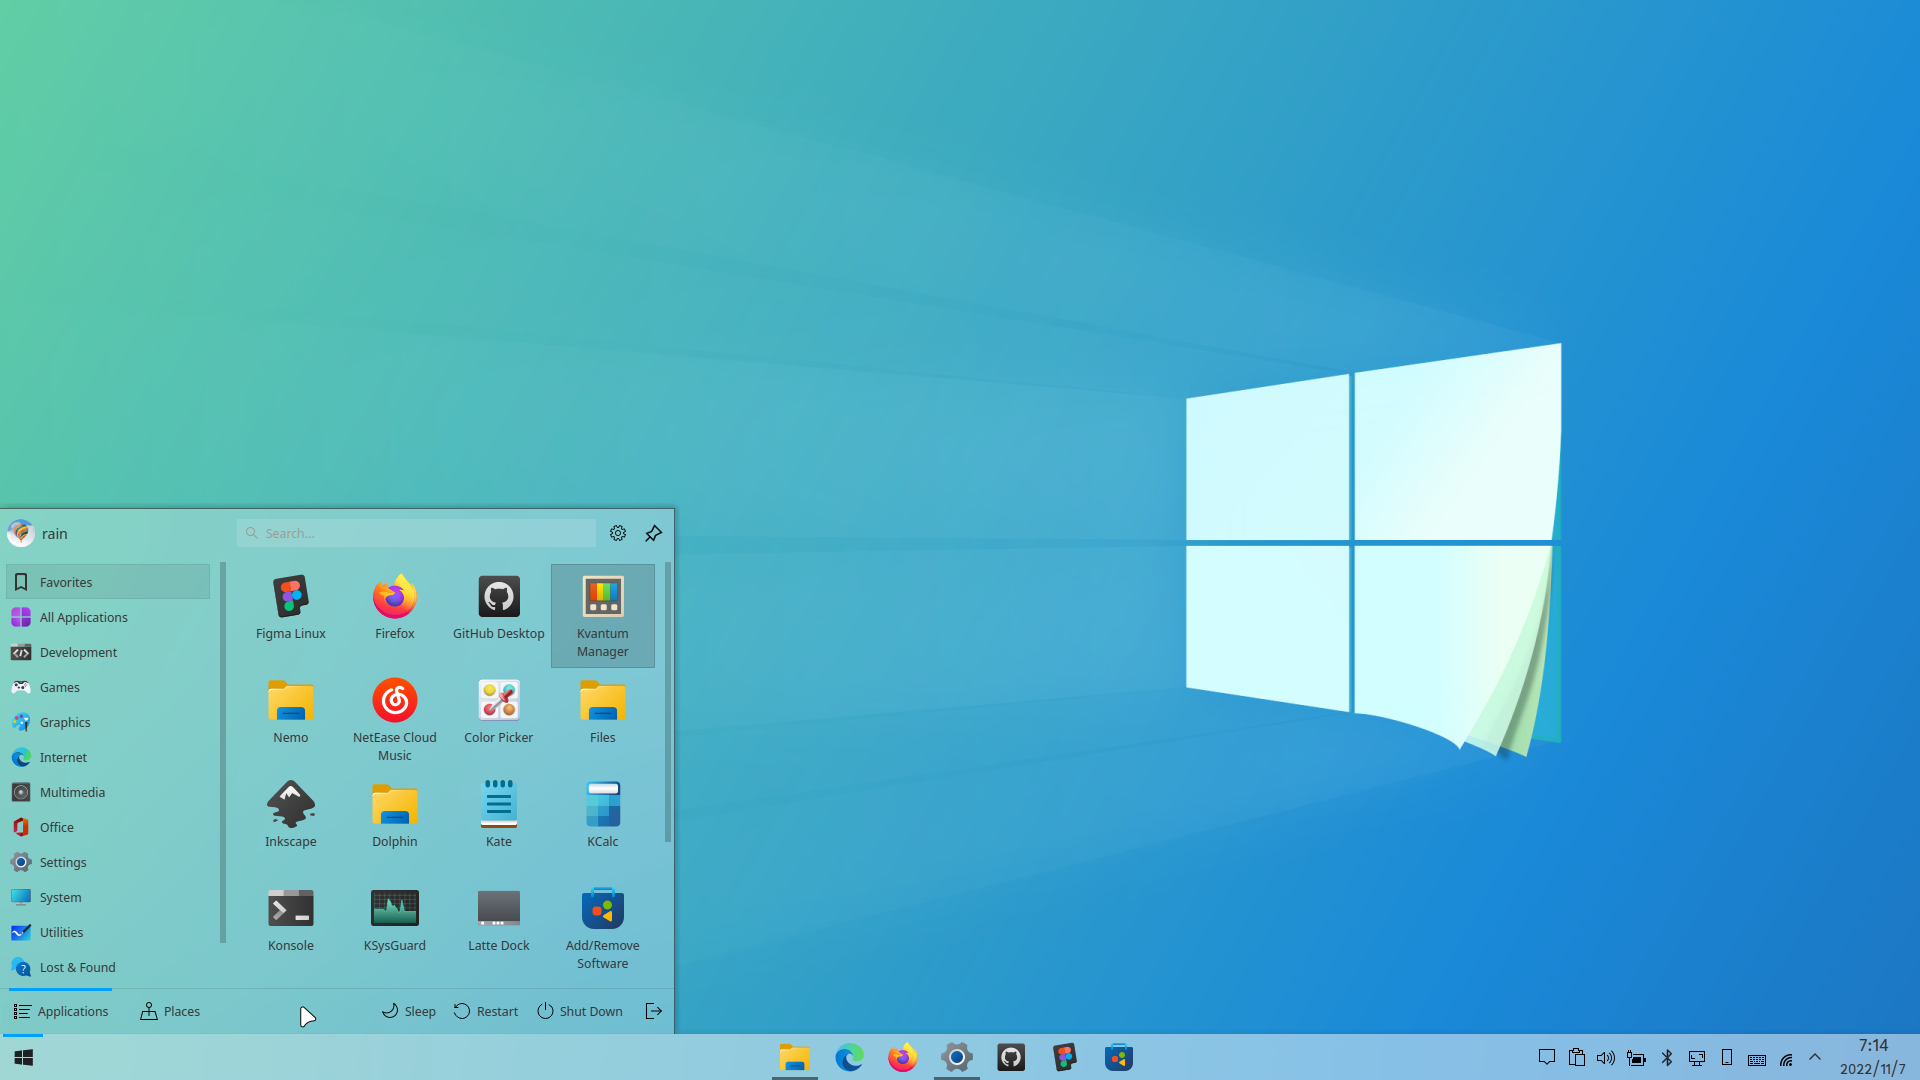 rain
Search...
Favorites
All Applications
Development
Games
Graphics
Internet
Multimedia
Office
Settings
System
Utilities
Lost & Found
Figma Linux
Firefox
GitHub Desktop
Kvantum
Manager
Nemo
NetEase Cloud
Music
Color Picker
Files
Inkscape
Dolphin
Kate
KCalc
Konsole
KSysGuard
Latte Dock
Add/Remove
Software
Applications
Places
Sleep
Restart
Shut Down
7:14
2022/11/7